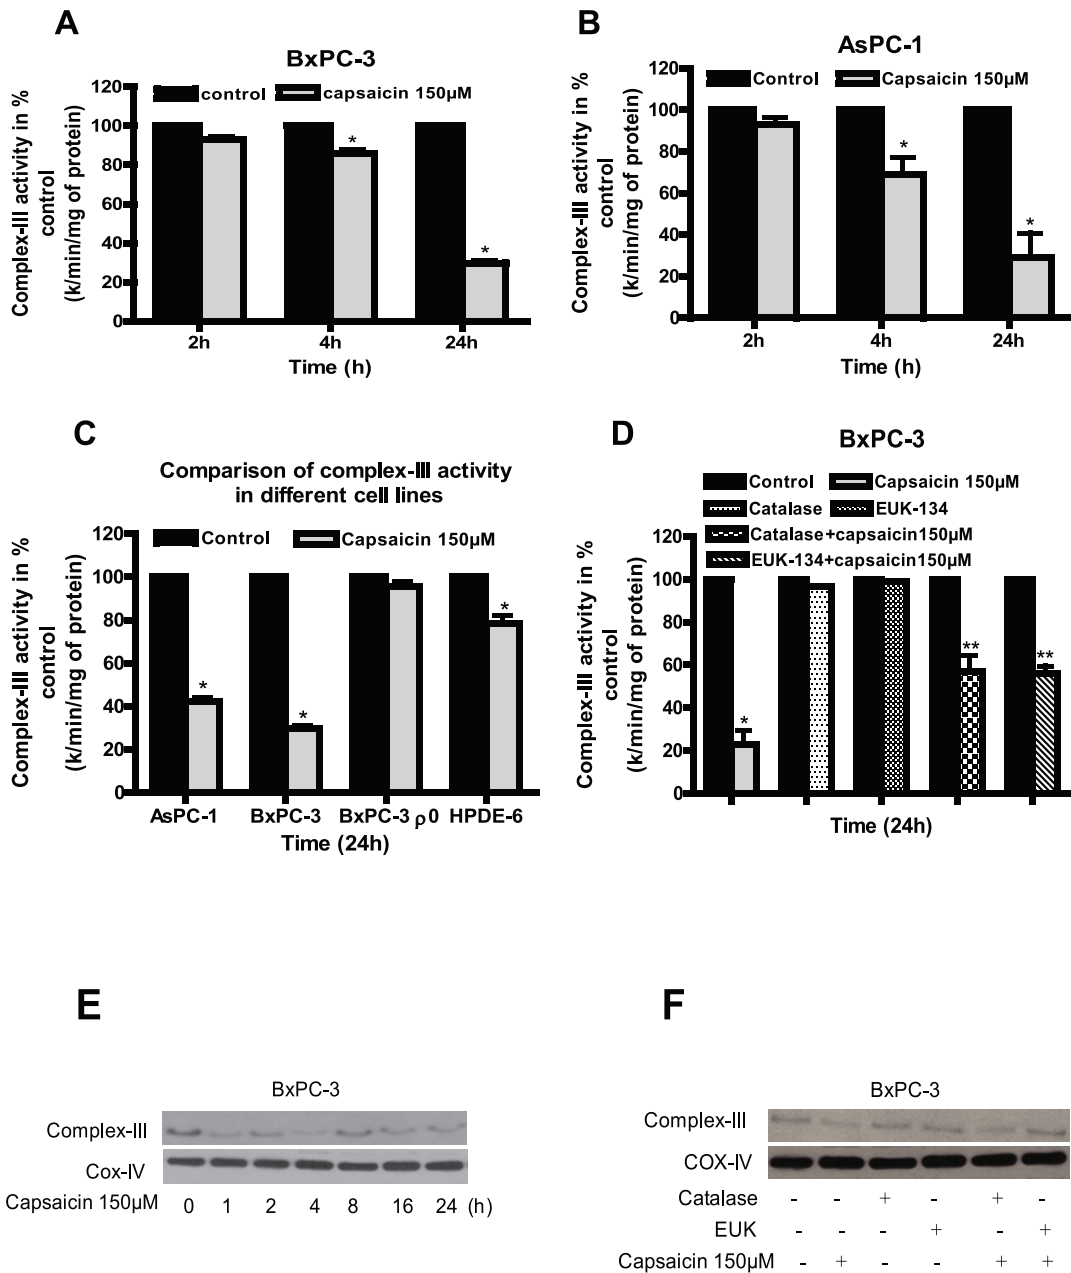 A
BxPC-3
Complex-III activity in %
control
(k/min/mg of protein)
120
100
80
60
40
20
0
control
capsaicin 150μM
*
*
2h
4h
24h
Time (h)
B
AsPC-1
Complex-III activity in %
control
(k/min/mg of protein)
120
100
80
60
40
20
0
Control
Capsaicin 150μM
*
*
2h
4h
24h
Time (h)
C
Comparison of complex-III activity
in different cell lines
Complex-III activity in %
control
(k/min/mg of protein)
120
100
80
60
40
20
0
Control
Capsaicin 150μM
*
*
*
AsPC-1 BxPC-3 BxPC-3 ρ0 HPDE-6
Time (24h)
D
BxPC-3
Control Capsaicin 150μM
Catalase EUK-134
Catalase+capsaicin150μM
EUK-134+capsaicin150μM
Complex-III activity in %
control
(k/min/mg of protein)
120
100
80
60
40
20
0
*
**
**
Time (24h)
E
BxPC-3
Complex-III
Cox-IV
Capsaicin 150μM 0 1 2 4 8 16 24 (h)
F
BxPC-3
Complex-III
COX-IV
Catalase - - + - + -
EUK - - - + - +
Capsaicin 150μM - + - - + +